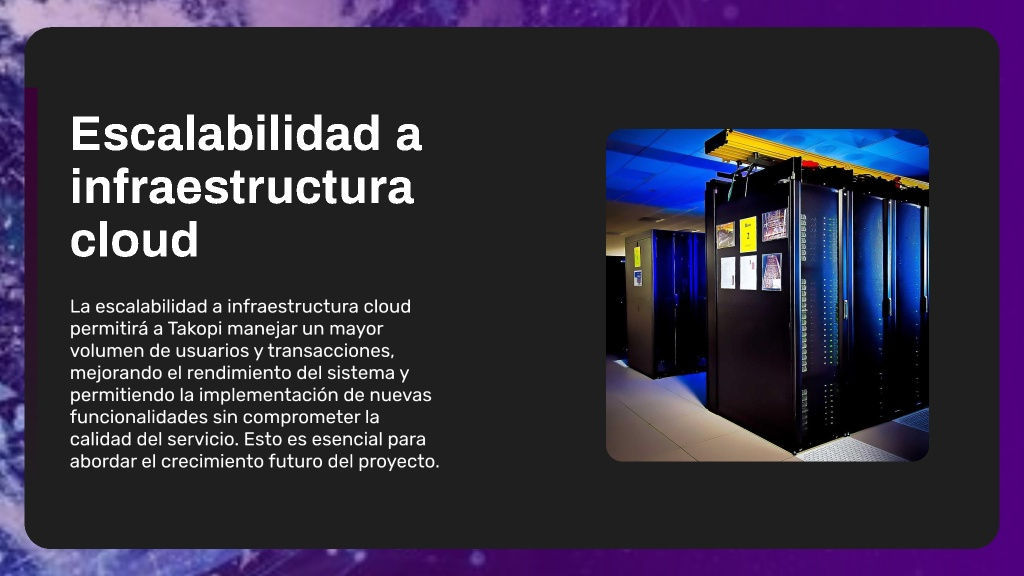 Escalabilidad a
infraestructura
cloud
La escalabilidad a infraestructura cloud
permitirá a Takopi manejar un mayor
volumen de usuarios y transacciones,
mejorando el rendimiento del sistema y
permitiendo la implementación de nuevas
funcionalidades sin comprometer la
calidad del servicio. Esto es esencial para
abordar el crecimiento futuro del proyecto.